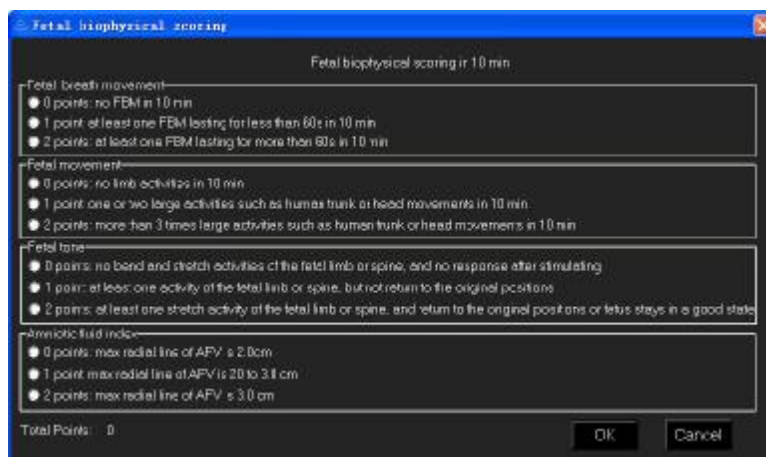 Fetal biophysical scoring
Fetal biophysical scoring in 10 min
Fetal breath movement
0 points: no FBM in 10 min
1 point at least one FBM lasting for less than 60s in 10 min
2 points: at least one FBM lasting for more than 60s in 10 min
Fetal movement
0 points: no limb activities in 10 min
1 point one or two large activities such as human trunk or head movements in 10 min
2 points: more than 3 times large activities such as human trunk or head movements in 10 min
Fetal tone
0 points: no bend and stretch activities of the fetal limb or spine, and no response after stimulating
1 point: at least one activity of the fetal limb or spine, but not return to the original positions
2 points: at least one stretch activity of the fetal limb or spine, and return to the original positions or fetus stays in a good state
Amniotic fluid index
0 points: max radial line of AFV is 2.0cm
1 point max radial line of AFV is 2.0 to 3.0 cm
2 points: max radial line of AFV is 3.0 cm
Total Points: 0
OK Cancel